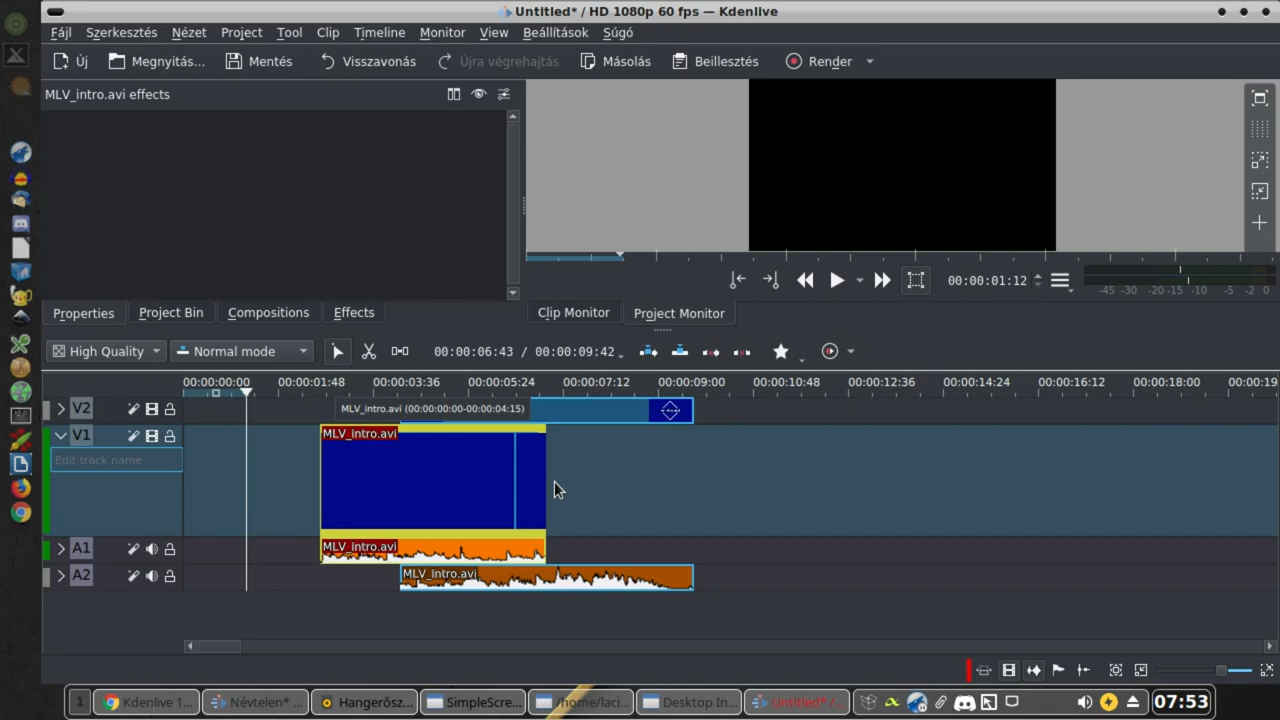 Untitled* / HD 1080p 60 fps — Kdenlive
Fájl Szerkesztés Nézet Project Tool Clip Timeline Monitor View Beállítások Súgó
Új Megnyitás... Mentés Visszavonás Újra végrehajtás Másolás Beillesztés Render
MLV_intro.avi effects
00:00:01:12
-45 -30 -20 -15 -10 -5 -2 0
Properties Project Bin Compositions Effects Clip Monitor Project Monitor
High Quality Normal mode 00:00:06:43 / 00:00:09:42
00:00:00:00 00:00:01:48 00:00:03:36 00:00:05:24 00:00:07:12 00:00:09:00 00:00:10:48 00:00:12:36 00:00:14:24 00:00:16:12 00:00:18:00 00:00:19
V2 MLV_intro.avi (00:00:00:00-00:00:04:15)
V1 MLV_intro.avi
Edit track name
A1 MLV_intro.avi
A2 MLV_intro.avi
1 Kdenlive 1... Névtelen* ... Hangerősz... SimpleScre... /home/laci... Desktop In... Untitled* /... 07:53